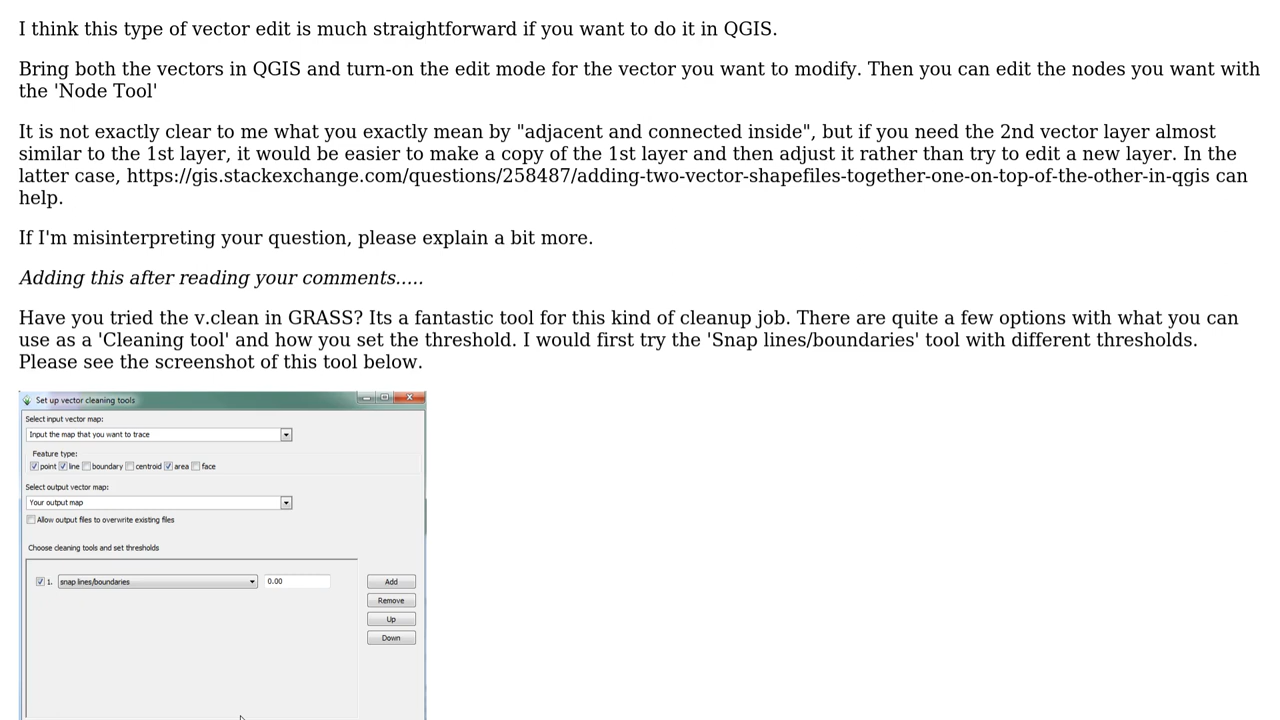 I think this type of vector edit is much straightforward if you want to do it in QGIS.
Bring both the vectors in QGIS and turn-on the edit mode for the vector you want to modify. Then you can edit the nodes you want with
the 'Node Tool'
It is not exactly clear to me what you exactly mean by "adjacent and connected inside", but if you need the 2nd vector layer almost
similar to the 1st layer, it would be easier to make a copy of the 1st layer and then adjust it rather than try to edit a new layer. In the
latter case, https://gis.stackexchange.com/questions/258487/adding-two-vector-shapefiles-together-one-on-top-of-the-other-in-qgis can
help.
If I'm misinterpreting your question, please explain a bit more.
Adding this after reading your comments.....
Have you tried the v.clean in GRASS? Its a fantastic tool for this kind of cleanup job. There are quite a few options with what you can
use as a 'Cleaning tool' and how you set the threshold. I would first try the 'Snap lines/boundaries' tool with different thresholds.
Please see the screenshot of this tool below.
Set up vector cleaning tools
Select input vector map:
Input the map that you want to trace
Feature type:
point line boundary centroid area face
Select output vector map:
Your output map
Allow output files to overwrite existing files
Choose cleaning tools and set thresholds
1. snap lines/boundaries 0.00 Add
Remove
Up
Down